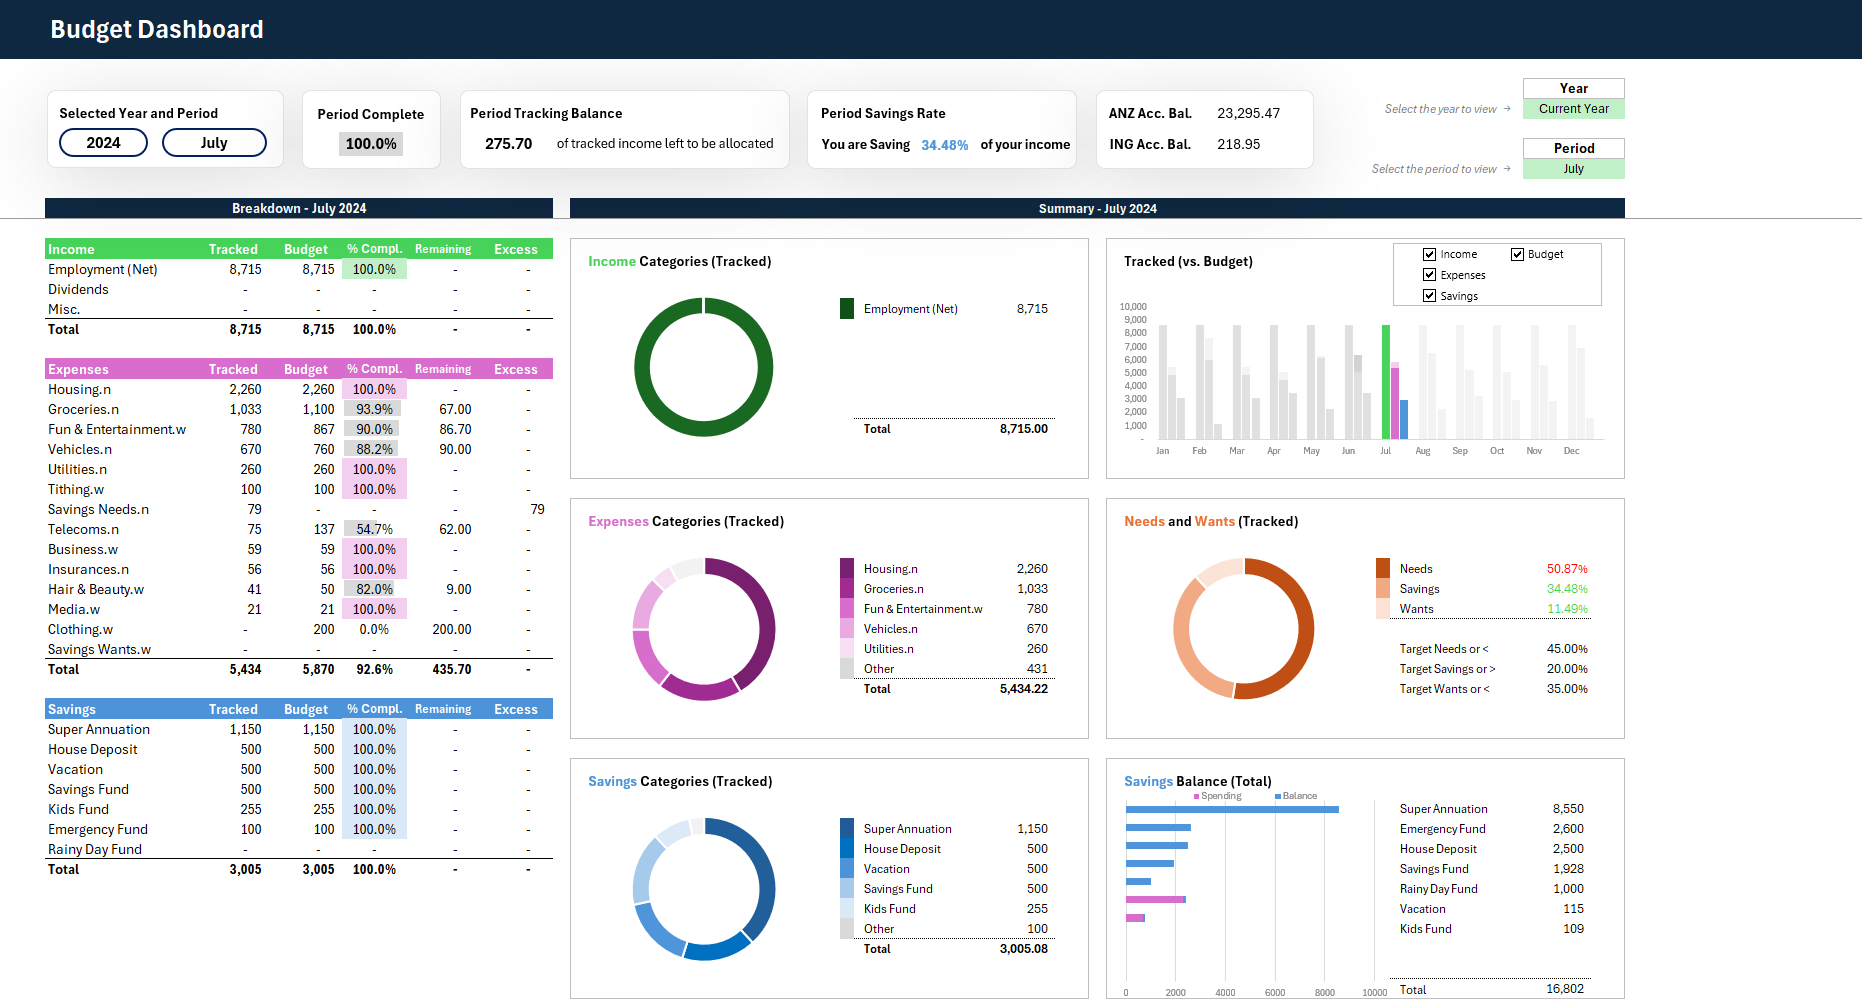 Budget Dashboard
Selected Year and Period
2024 July
Period Complete
100.0%
Period Tracking Balance
275.70 of tracked income left to be allocated
Period Savings Rate
You are Saving 34.48% of your income
ANZ Acc. Bal. 23,295.47
ING Acc. Bal. 218.95
Year
Select the year to view → Current Year
Period
Select the period to view → July
Breakdown - July 2024
Income Tracked Budget % Compl. Remaining Excess
Employment (Net) 8,715 8,715 100.0% - -
Dividends - - - - -
Misc. - - - - -
Total 8,715 8,715 100.0% - -
Expenses Tracked Budget % Compl. Remaining Excess
Housing.n 2,260 2,260 100.0% - -
Groceries.n 1,033 1,100 93.9% 67.00 -
Fun & Entertainment.w 780 867 90.0% 86.70 -
Vehicles.n 670 760 88.2% 90.00 -
Utilities.n 260 260 100.0% - -
Tithing.w 100 100 100.0% - -
Savings Needs.n 79 - - - 79
Telecoms.n 75 137 54.7% 62.00 -
Business.w 59 59 100.0% - -
Insurances.n 56 56 100.0% - -
Hair & Beauty.w 41 50 82.0% 9.00 -
Media.w 21 21 100.0% - -
Clothing.w - 200 0.0% 200.00 -
Savings Wants.w - - - - -
Total 5,434 5,870 92.6% 435.70 -
Savings Tracked Budget % Compl. Remaining Excess
Super Annuation 1,150 1,150 100.0% - -
House Deposit 500 500 100.0% - -
Vacation 500 500 100.0% - -
Savings Fund 500 500 100.0% - -
Kids Fund 255 255 100.0% - -
Emergency Fund 100 100 100.0% - -
Rainy Day Fund - - - - -
Total 3,005 3,005 100.0% - -
Summary - July 2024
Income Categories (Tracked)
Employment (Net) 8,715
Total 8,715.00
Tracked (vs. Budget)
Income Budget
Expenses
Savings
10,000
9,000
8,000
7,000
6,000
5,000
4,000
3,000
2,000
1,000
-
Jan Feb Mar Apr May Jun Jul Aug Sep Oct Nov Dec
Expenses Categories (Tracked)
Housing.n 2,260
Groceries.n 1,033
Fun & Entertainment.w 780
Vehicles.n 670
Utilities.n 260
Other 431
Total 5,434.22
Needs and Wants (Tracked)
Needs 50.87%
Savings 34.48%
Wants 11.49%
Target Needs or < 45.00%
Target Savings or > 20.00%
Target Wants or < 35.00%
Savings Categories (Tracked)
Super Annuation 1,150
House Deposit 500
Vacation 500
Savings Fund 500
Kids Fund 255
Other 100
Total 3,005.08
Savings Balance (Total)
Spending Balance
Super Annuation 8,550
Emergency Fund 2,600
House Deposit 2,500
Savings Fund 1,928
Rainy Day Fund 1,000
Vacation 115
Kids Fund 109
0 2000 4000 6000 8000 10000
Total 16,802